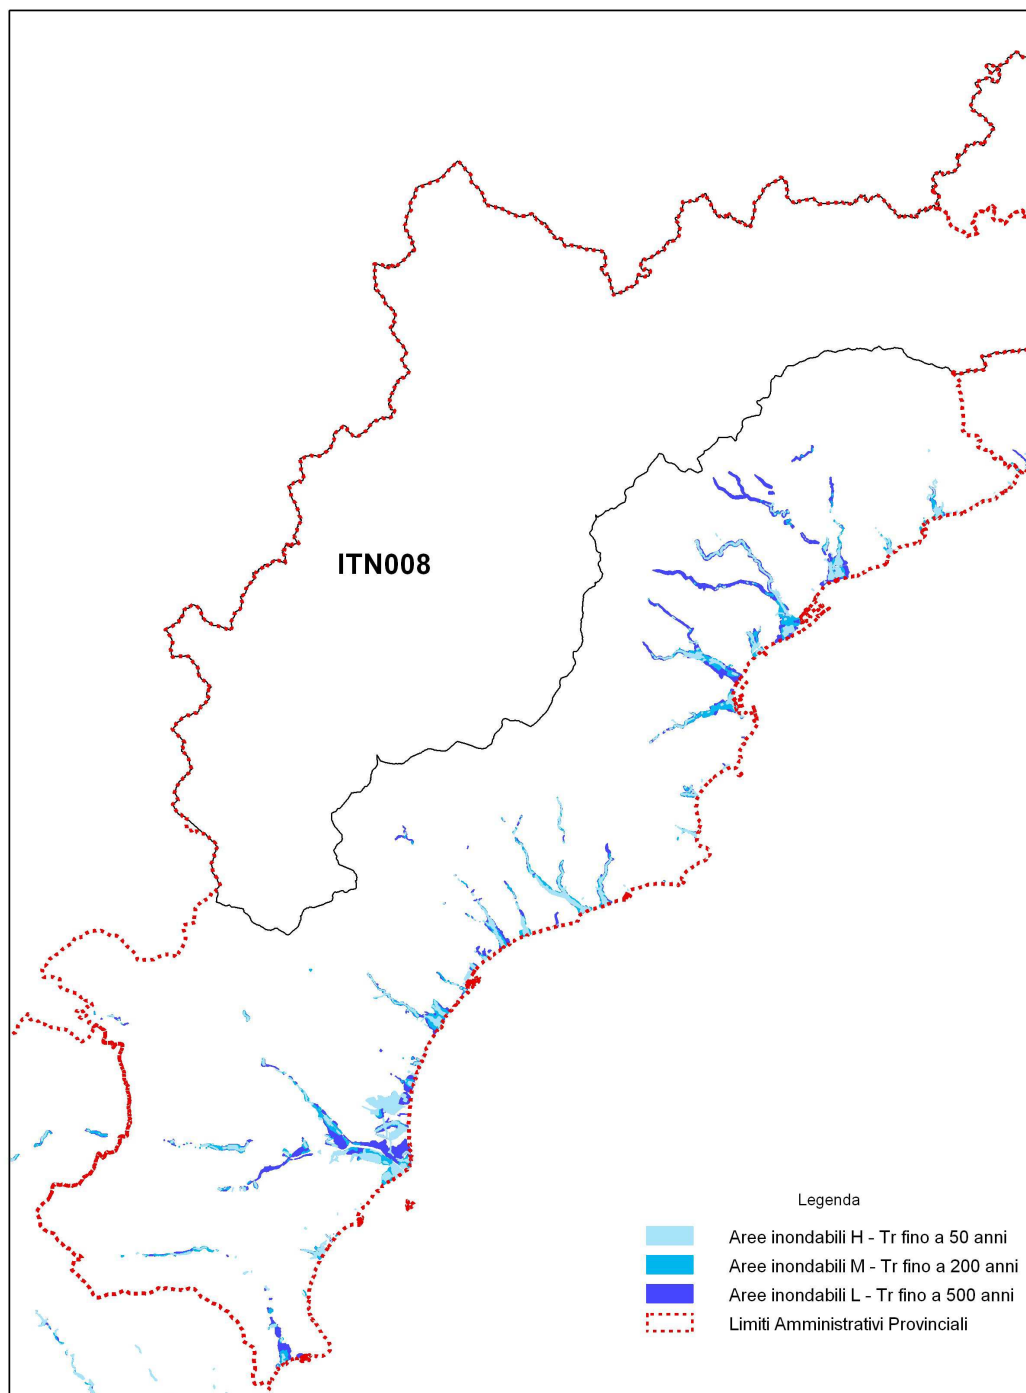 ITN008
Legenda
Aree inondabili H - Tr fino a 50 anni
Aree inondabili M - Tr fino a 200 anni
Aree inondabili L - Tr fino a 500 anni
Limiti Amministrativi Provinciali